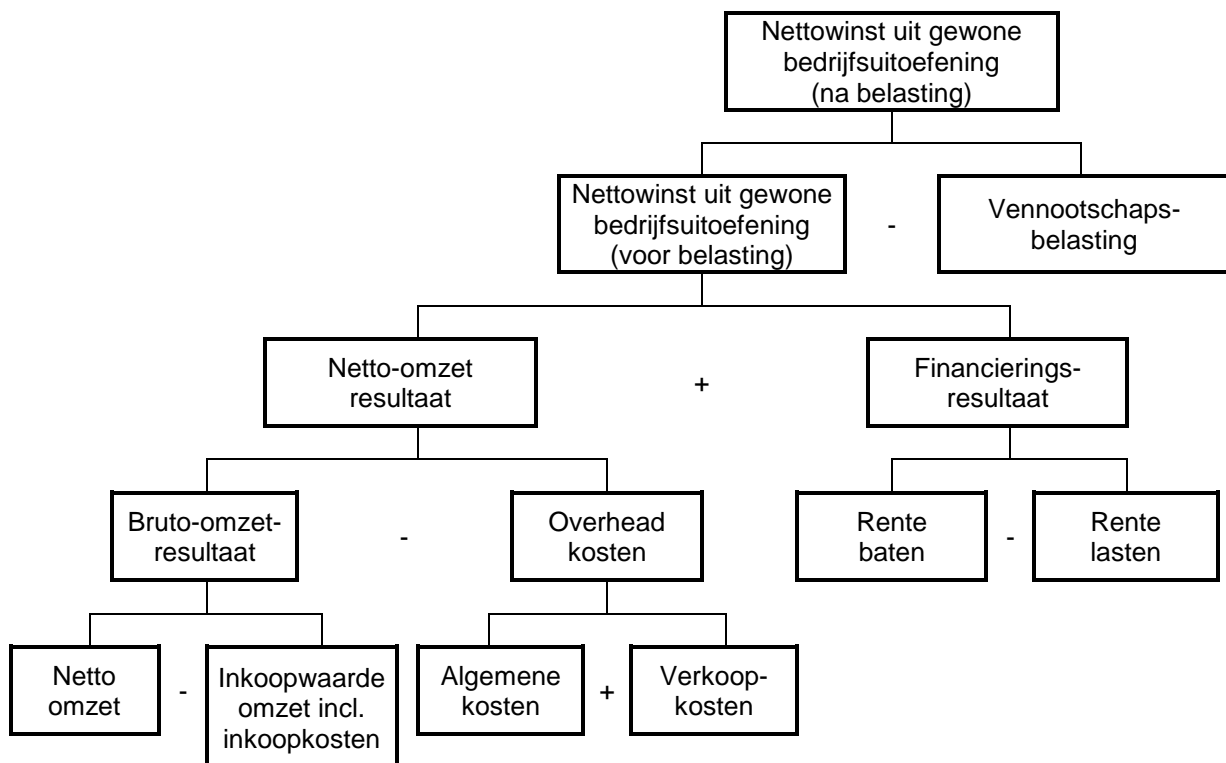 Nettowinst uit gewone
bedrijfsuitoefening
(na belasting)
Nettowinst uit gewone
bedrijfsuitoefening
(voor belasting)
-
Vennootschaps-
belasting
Netto-omzet
resultaat
+
Financierings-
resultaat
Bruto-omzet-
resultaat
-
Overhead
kosten
Rente
baten
-
Rente
lasten
Netto
omzet
-
Inkoopwaarde
omzet incl.
inkoopkosten
Algemene
kosten
+
Verkoop-
kosten